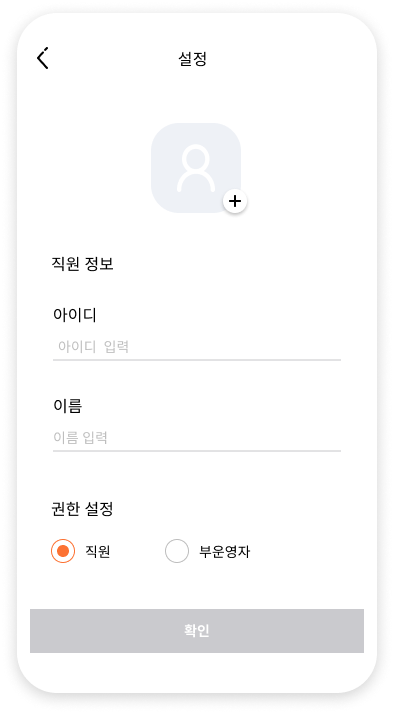 설정
직원 정보
아이디
아이디 입력
이름
이름 입력
권한 설정
직원 부운영자
확인